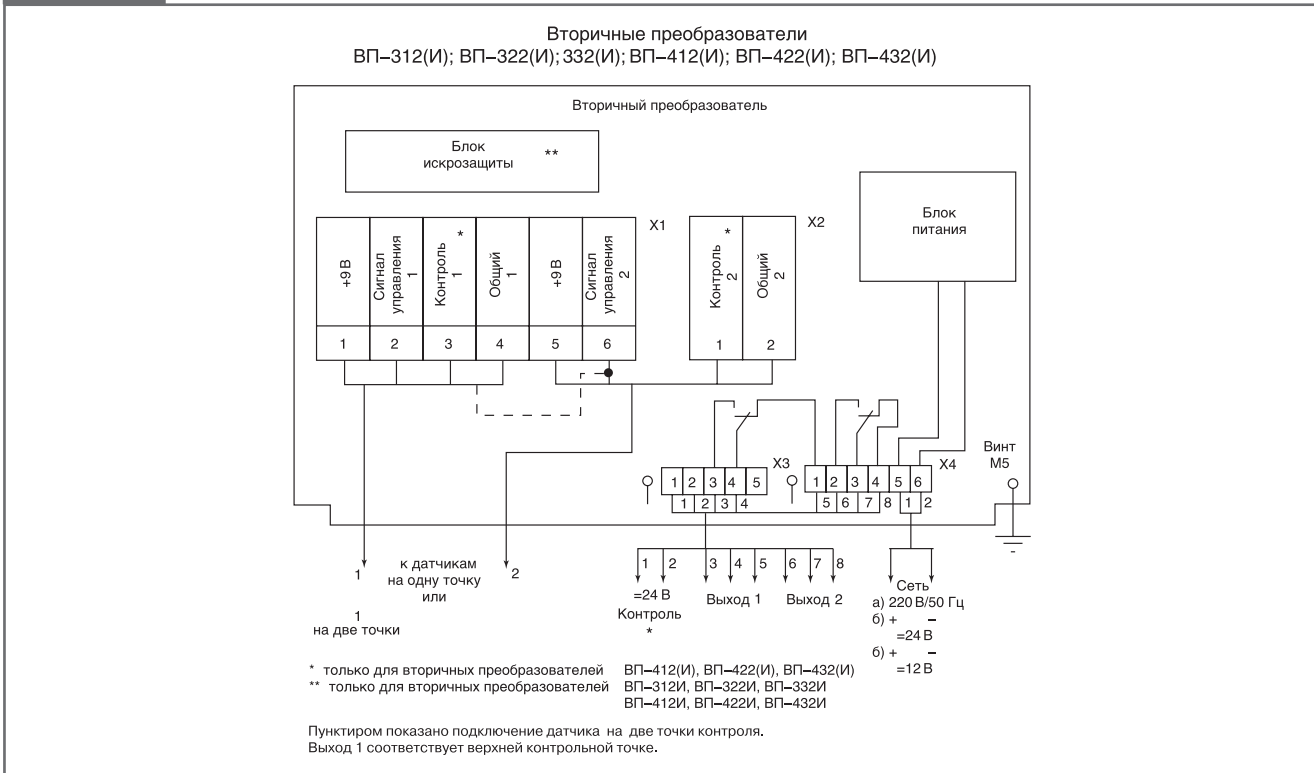 Вторичные преобразователи
ВП–312(И); ВП–322(И); 332(И); ВП–412(И); ВП–422(И); ВП–432(И)
Вторичный преобразователь
Блок
искрозащиты **
Блок
питания
X1
X2
+9 В
Сигнал
управления
1
Контроль
1
*
Общий
1
+9 В
Сигнал
управления
2
Контроль
2
*
Общий
2
1 2 3 4 5 6
1 2
Винт
М5
X3
X4
1 2 3 4 5
1 2 3 4
1 2 3 4 5 6
5 6 7 8 1 2
1
к датчикам
на одну точку
или
2
1
на две точки
1 2 3 4 5 6 7 8
=24 В
Контроль
*
Выход 1
Выход 2
Сеть
а) 220 В/50 Гц
б) + –
=24 В
б) + –
=12 В
* только для вторичных преобразователей ВП–412(И), ВП–422(И), ВП–432(И)
** только для вторичных преобразователей ВП–312И, ВП–322И, ВП–332И
ВП–412И, ВП–422И, ВП–432И
Пунктиром показано подключение датчика на две точки контроля.
Выход 1 соответствует верхней контрольной точке.